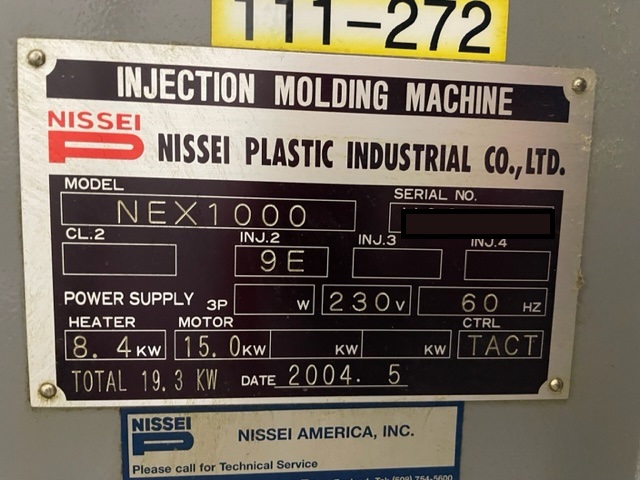 111-272
INJECTION MOLDING MACHINE
NISSEI
NISSEI PLASTIC INDUSTRIAL CO., LTD.
MODEL NEX1000 SERIAL NO.
CL.2 INJ.2 9E INJ.3 INJ.4
POWER SUPPLY 3P W 230V 60 HZ
HEATER MOTOR CTRL
8.4KW 15.0KW KW KW TACT
TOTAL 19.3 KW DATE 2004. 5
NISSEI
NISSEI AMERICA, INC.
Please call for Technical Service